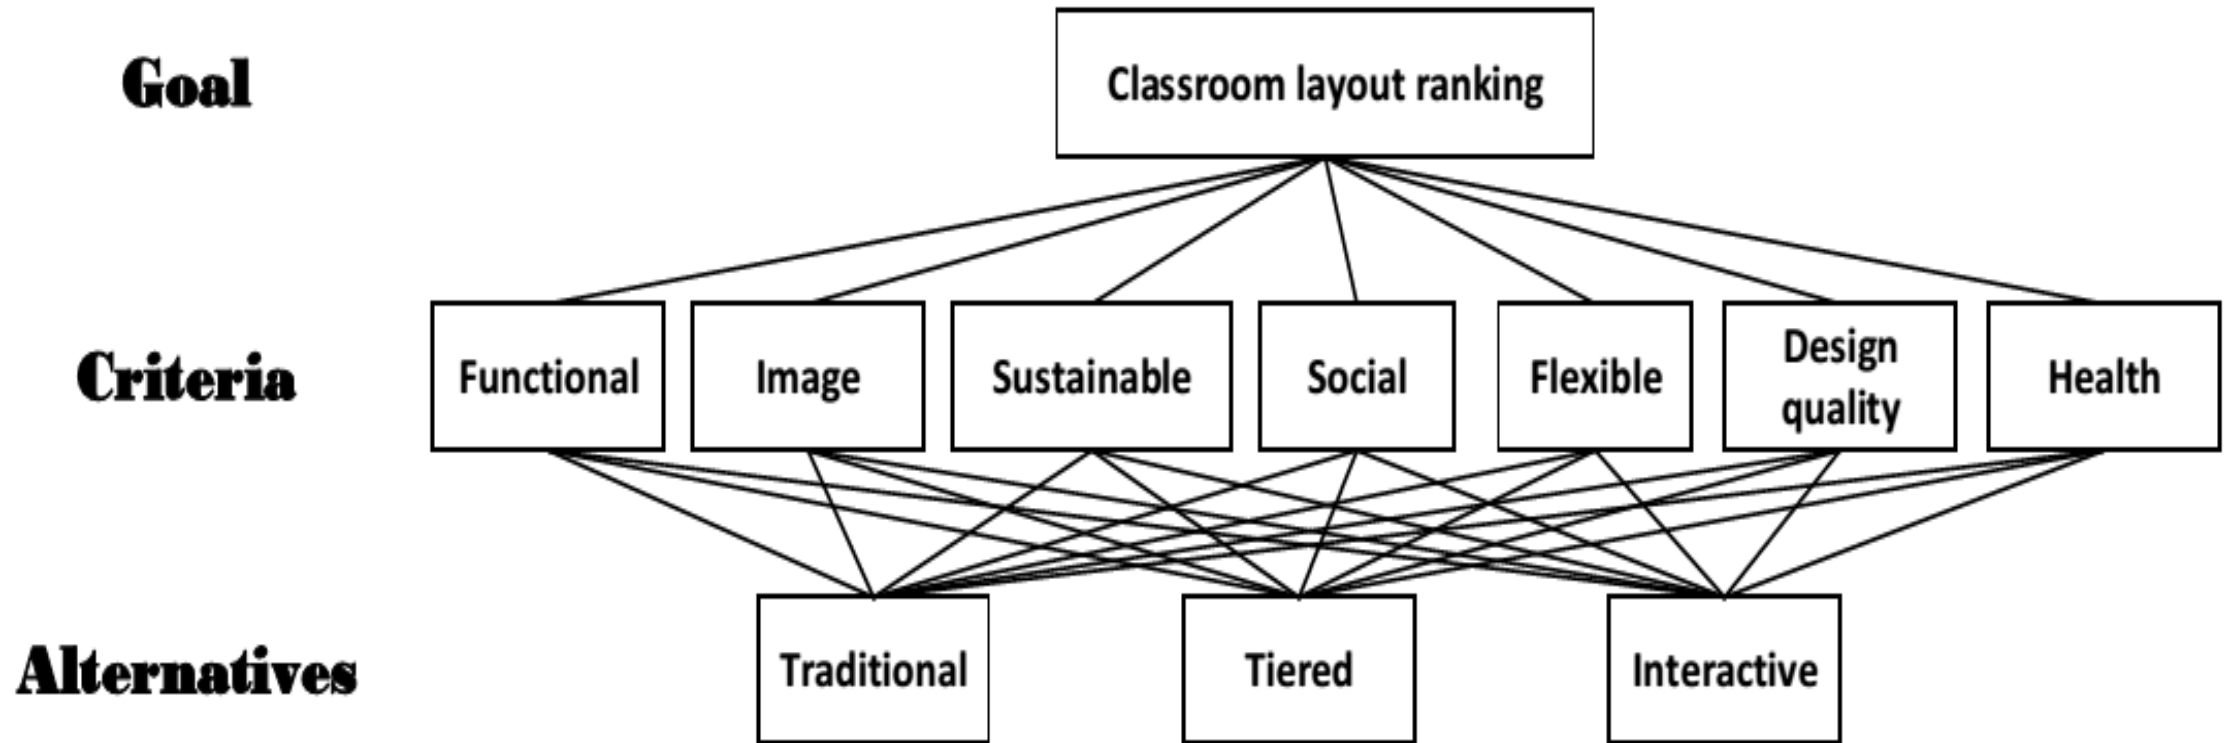 Goal
Classroom layout ranking
Criteria
Functional
Image
Sustainable
Social
Flexible
Design
quality
Health
Alternatives
Traditional
Tiered
Interactive